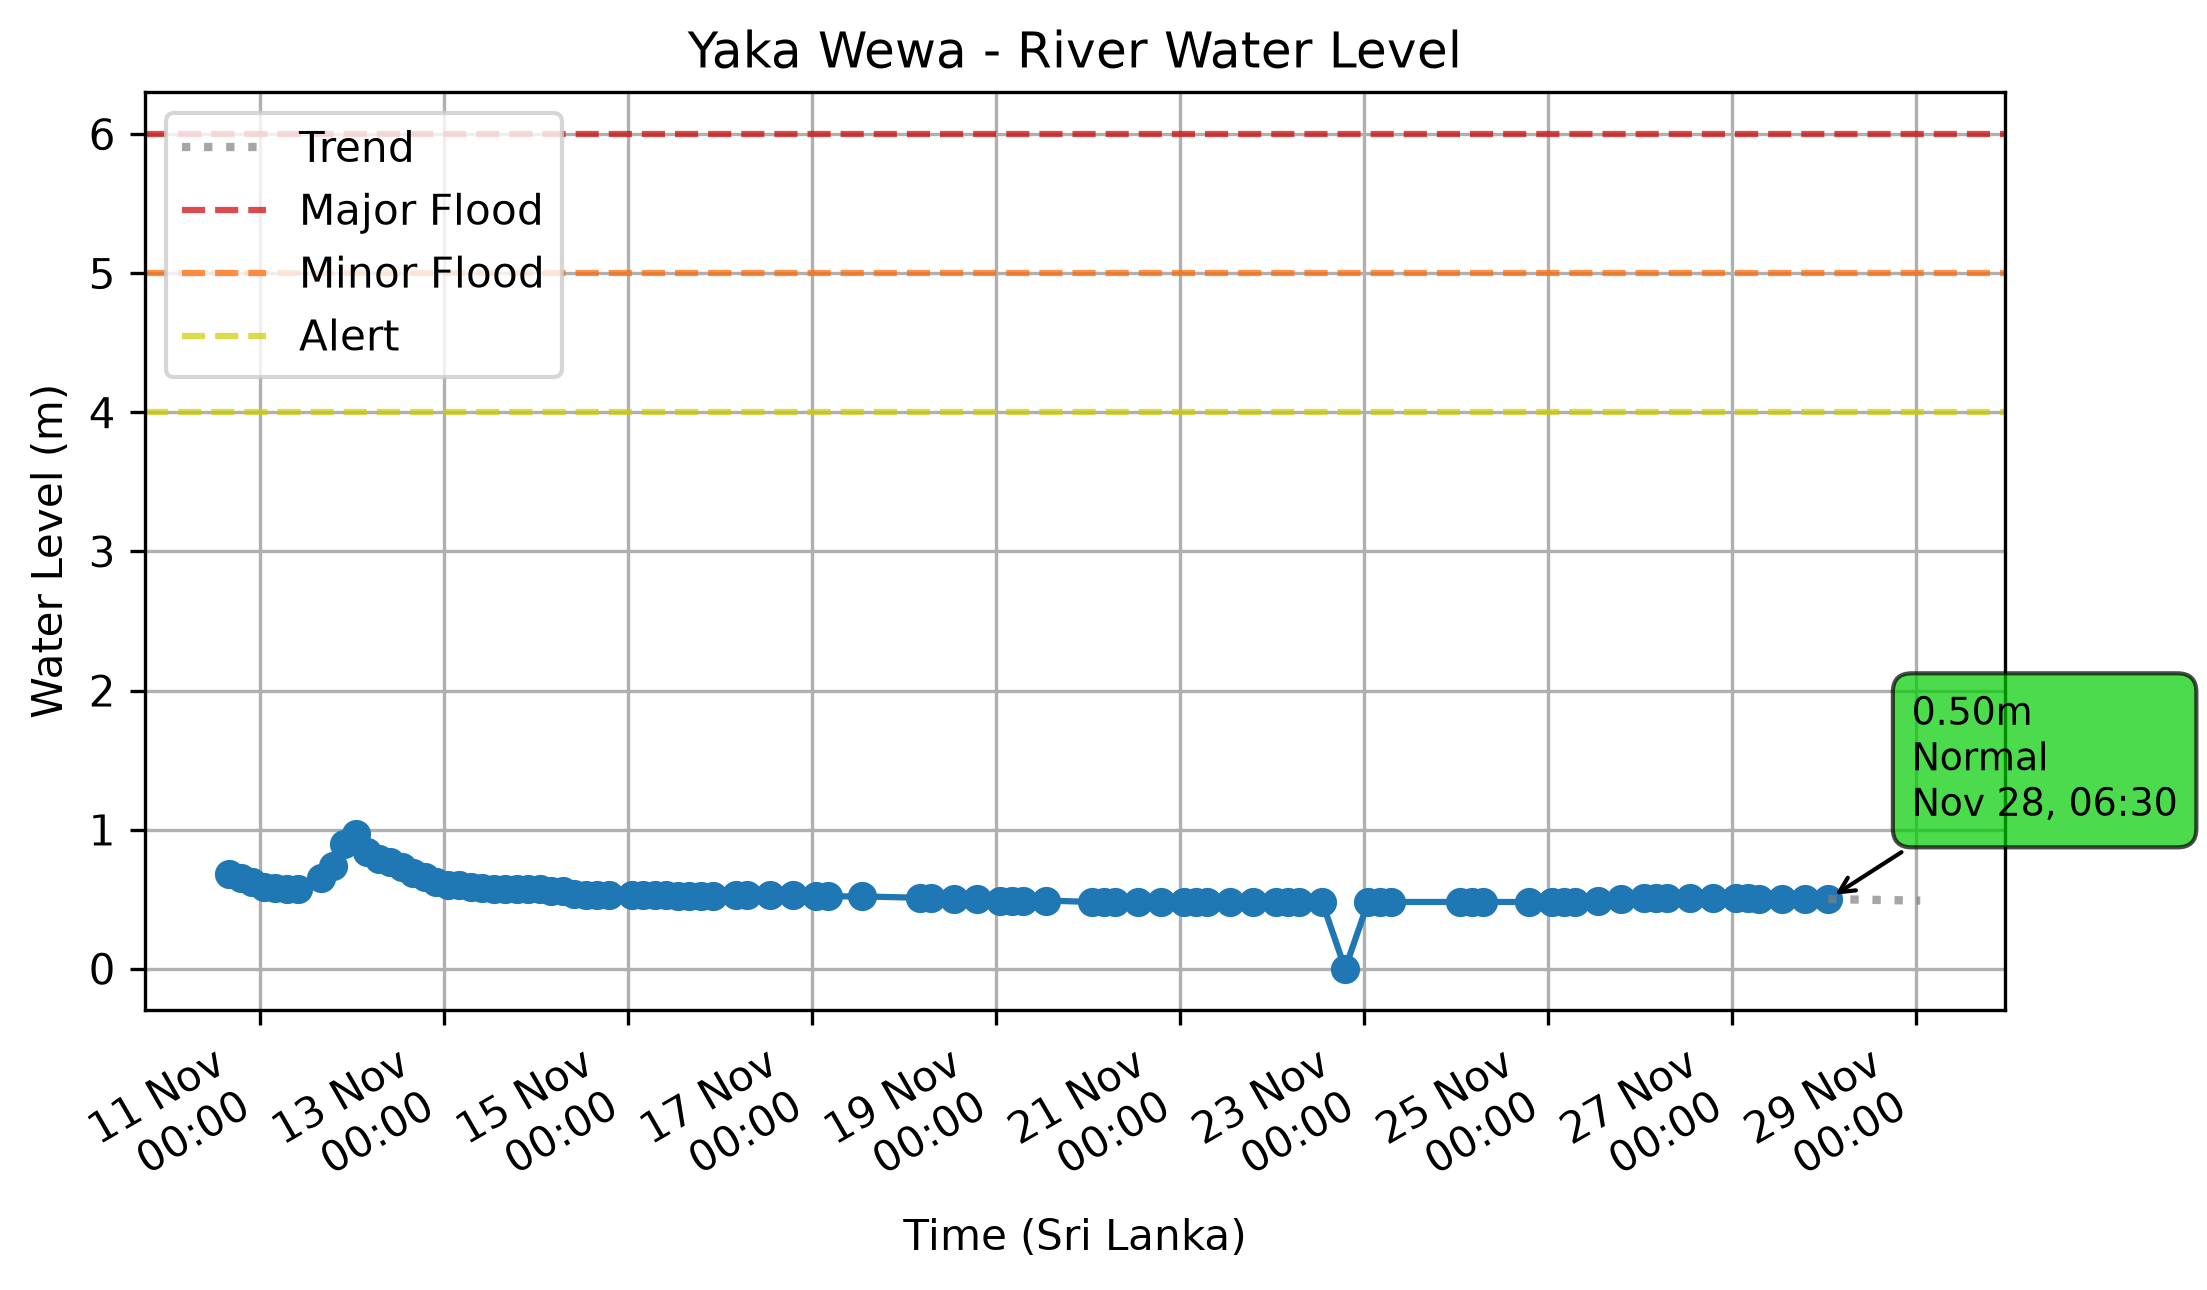 Yaka Wewa - River Water Level
Trend
Major Flood
Minor Flood
Alert
Water Level (m)
6
5
4
3
2
1
0
0.50m
Normal
Nov 28, 06:30
11 Nov
00:00
13 Nov
00:00
15 Nov
00:00
17 Nov
00:00
19 Nov
00:00
21 Nov
00:00
23 Nov
00:00
25 Nov
00:00
27 Nov
00:00
29 Nov
00:00
Time (Sri Lanka)